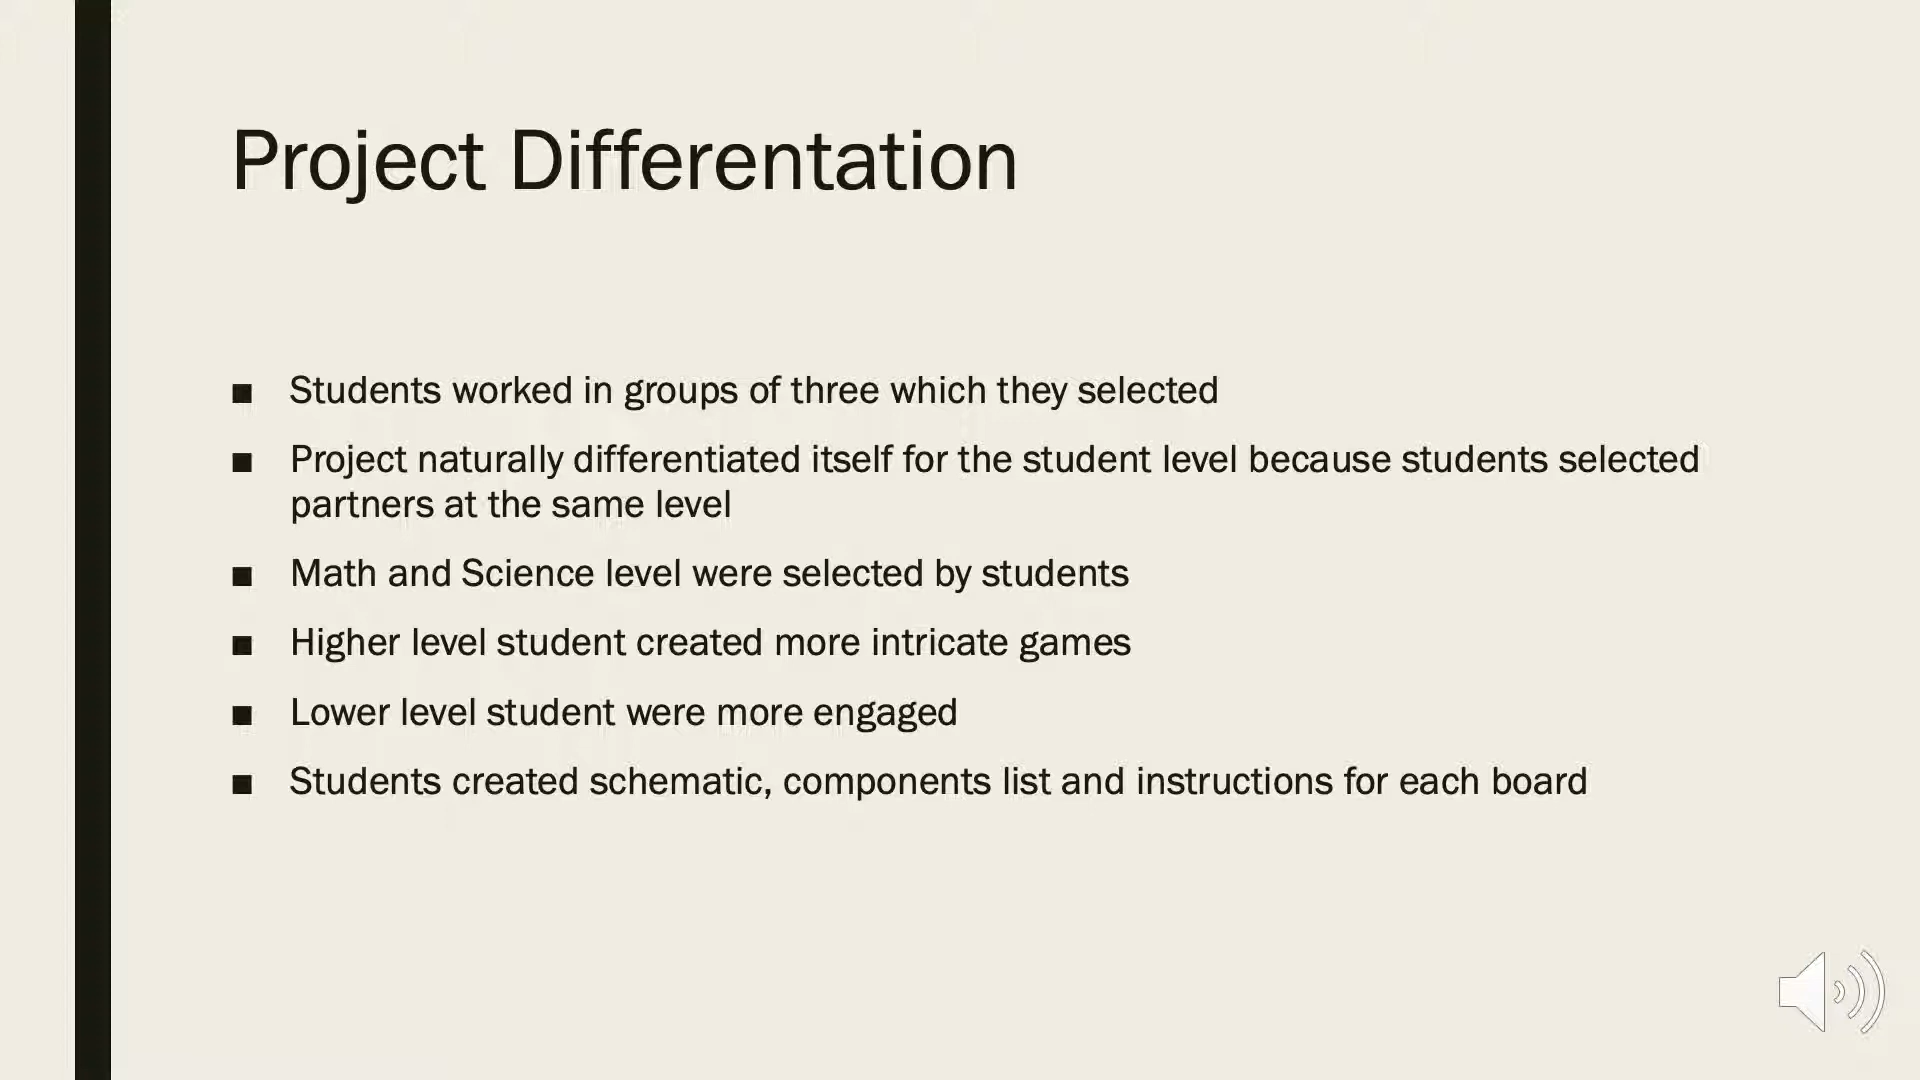 Project Differentation
■ Students worked in groups of three which they selected
■ Project naturally differentiated itself for the student level because students selected
partners at the same level
■ Math and Science level were selected by students
■ Higher level student created more intricate games
■ Lower level student were more engaged
■ Students created schematic, components list and instructions for each board